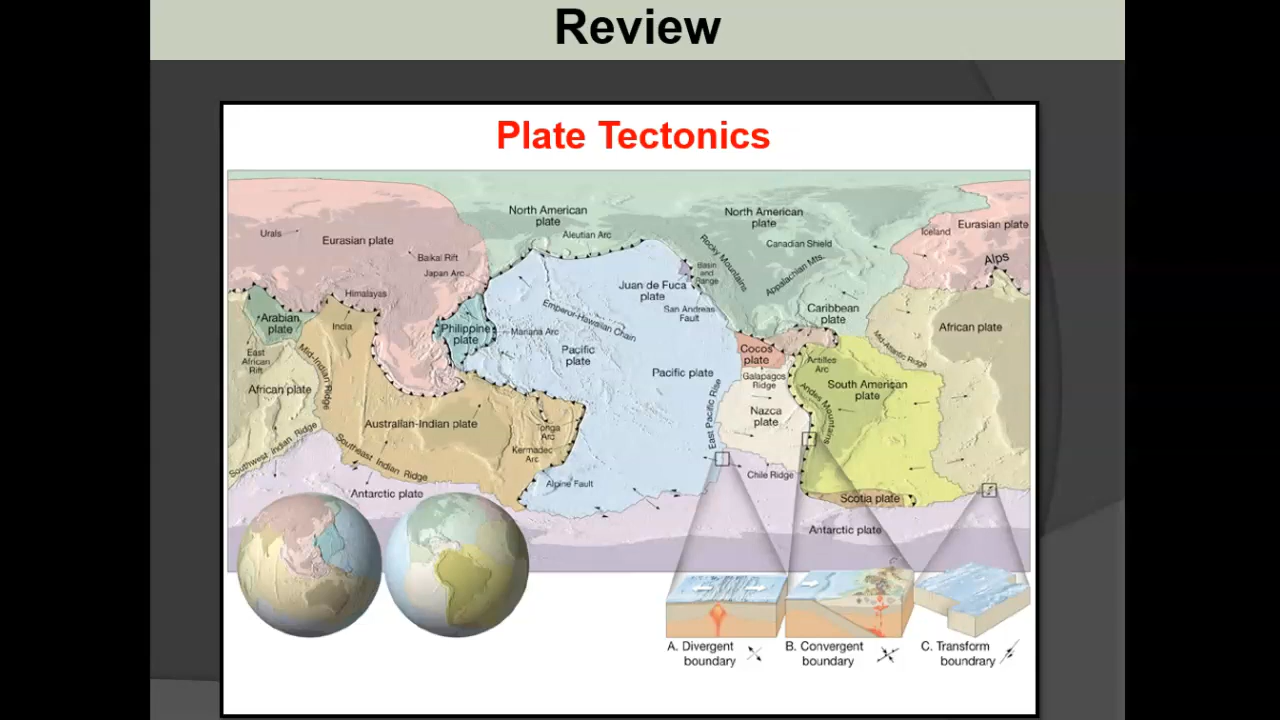 Review
Plate Tectonics
North American
plate
North American
plate
Urals
Eurasian plate
Aleutian Arc
Canadian Shield
Iceland
Eurasian plate
Baikal Rift
Japan Arc
Rocky Mountains
Basin
and
Range
Appalachian Mts.
Alps
Himalayas
Juan de Fuca
plate
San Andreas
Fault
Caribbean
plate
Arabian
plate
India
Philippine
plate
Mariana Arc
Emperor-Hawaiian Chain
African plate
East
African
Rift
Mid-Indian Ridge
Pacific
plate
Pacific plate
Cocos
plate
Mid-Atlantic Ridge
Galapagos
Ridge
Antilles
Arc
African plate
South American
plate
East Pacific Rise
Nazca
plate
Andes Mountains
Australian-Indian plate
Tonga
Arc
Kermadec
Arc
Southwest Indian Ridge
Southeast Indian Ridge
Alpine Fault
Chile Ridge
Antarctic plate
Scotia plate
Antarctic plate
A. Divergent
boundary
B. Convergent
boundary
C. Transform
boundrary